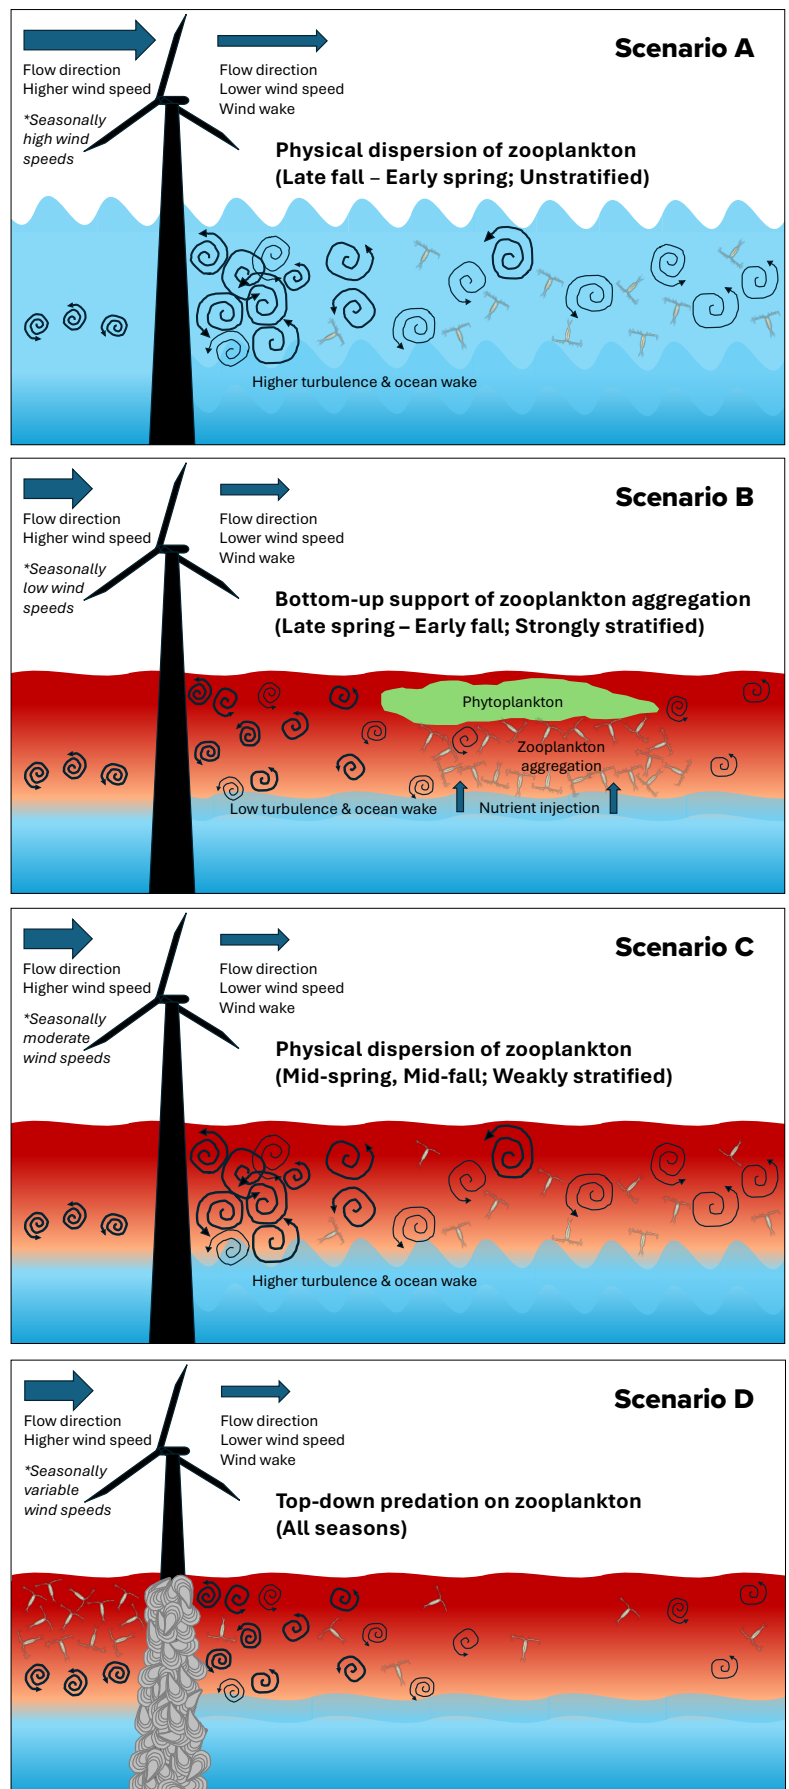 Scenario A
Flow direction
Higher wind speed
*Seasonally
high wind
speeds
Flow direction
Lower wind speed
Wind wake
Physical dispersion of zooplankton
(Late fall – Early spring; Unstratified)
Higher turbulence & ocean wake
Scenario B
Flow direction
Higher wind speed
*Seasonally
low wind
speeds
Flow direction
Lower wind speed
Wind wake
Bottom-up support of zooplankton aggregation
(Late spring – Early fall; Strongly stratified)
Phytoplankton
Zooplankton
aggregation
Low turbulence & ocean wake
Nutrient injection
Scenario C
Flow direction
Higher wind speed
*Seasonally
moderate
wind speeds
Flow direction
Lower wind speed
Wind wake
Physical dispersion of zooplankton
(Mid-spring, Mid-fall; Weakly stratified)
Higher turbulence & ocean wake
Scenario D
Flow direction
Higher wind speed
*Seasonally
variable
wind speeds
Flow direction
Lower wind speed
Wind wake
Top-down predation on zooplankton
(All seasons)